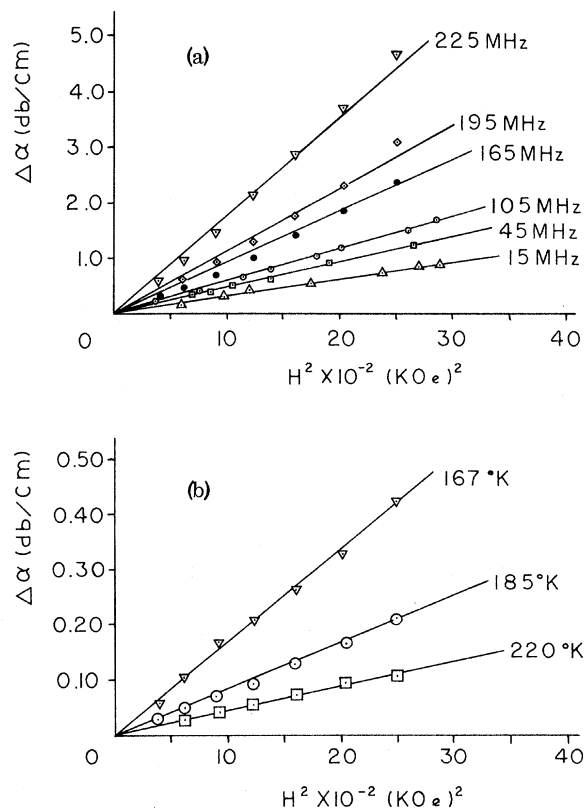 (a)
5.0
4.0
3.0
2.0
1.0
0
10
20
30
40
Δα (db/Cm)
H² X10⁻² (KOe)²
225 MHz
195 MHz
165 MHz
105 MHz
45 MHz
15 MHz
(b)
0.50
0.40
0.30
0.20
0.10
0
10
20
30
40
Δα (db/Cm)
H² X10⁻² (KOe)²
167 °K
185°K
220°K